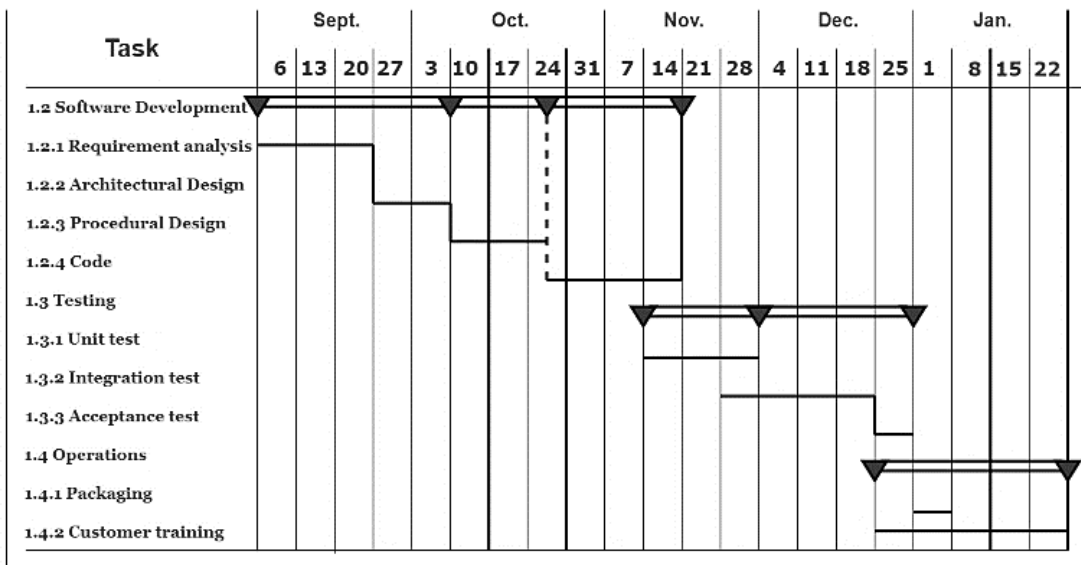 Task
Sept. Oct. Nov. Dec. Jan.
6 13 20 27 3 10 17 24 31 7 14 21 28 4 11 18 25 1 8 15 22
1.2 Software Development
1.2.1 Requirement analysis
1.2.2 Architectural Design
1.2.3 Procedural Design
1.2.4 Code
1.3 Testing
1.3.1 Unit test
1.3.2 Integration test
1.3.3 Acceptance test
1.4 Operations
1.4.1 Packaging
1.4.2 Customer training